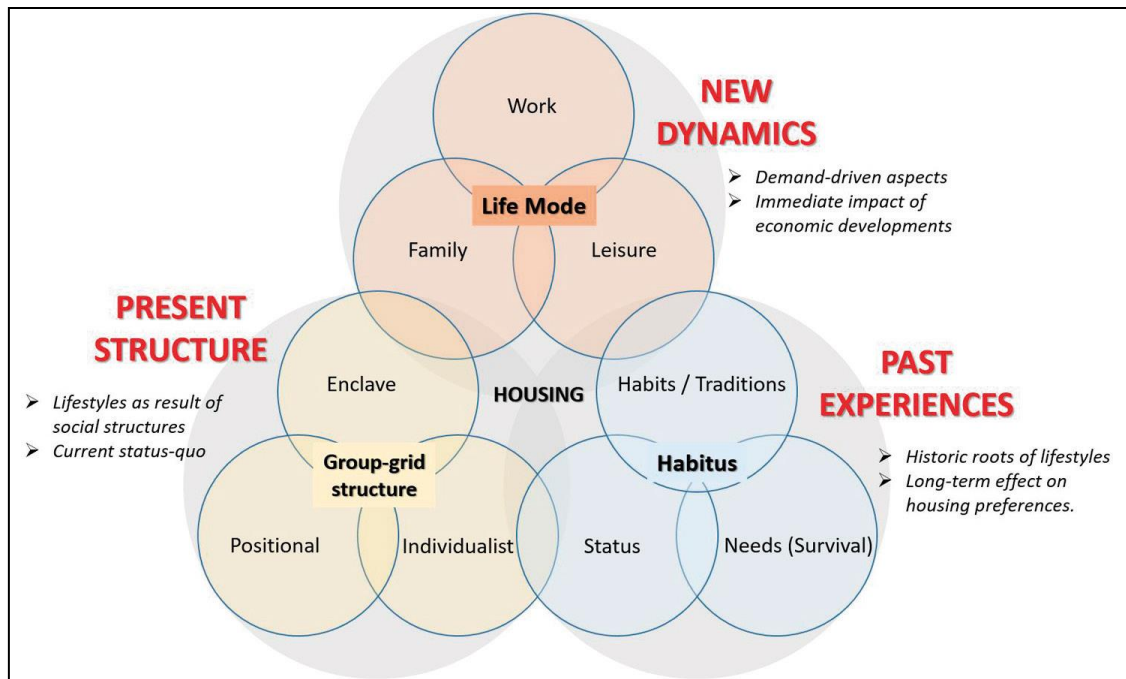 Work
NEW
DYNAMICS
➢ Demand-driven aspects
➢ Immediate impact of
economic developments
Life Mode
Family
Leisure
PRESENT
STRUCTURE
➢ Lifestyles as result of
social structures
➢ Current status-quo
Enclave
HOUSING
Habits / Traditions
PAST
EXPERIENCES
➢ Historic roots of lifestyles
➢ Long-term effect on
housing preferences.
Group-grid
structure
Habitus
Positional
Individualist
Status
Needs (Survival)